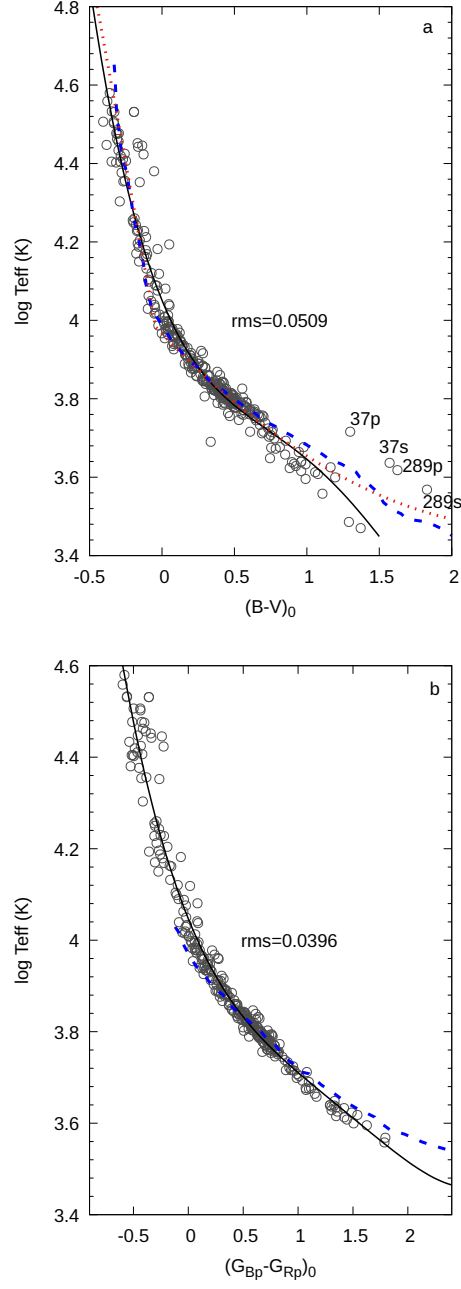 4.8
a
4.6
4.4
4.2
log Teff (K)
4
rms=0.0509
3.8
37p
37s
3.6
289p
289s
3.4
-0.5 0 0.5 1 1.5 2
(B-V)0
4.6
b
4.4
4.2
log Teff (K)
4
rms=0.0396
3.8
3.6
3.4
-0.5 0 0.5 1 1.5 2
(GBp-GRp)0